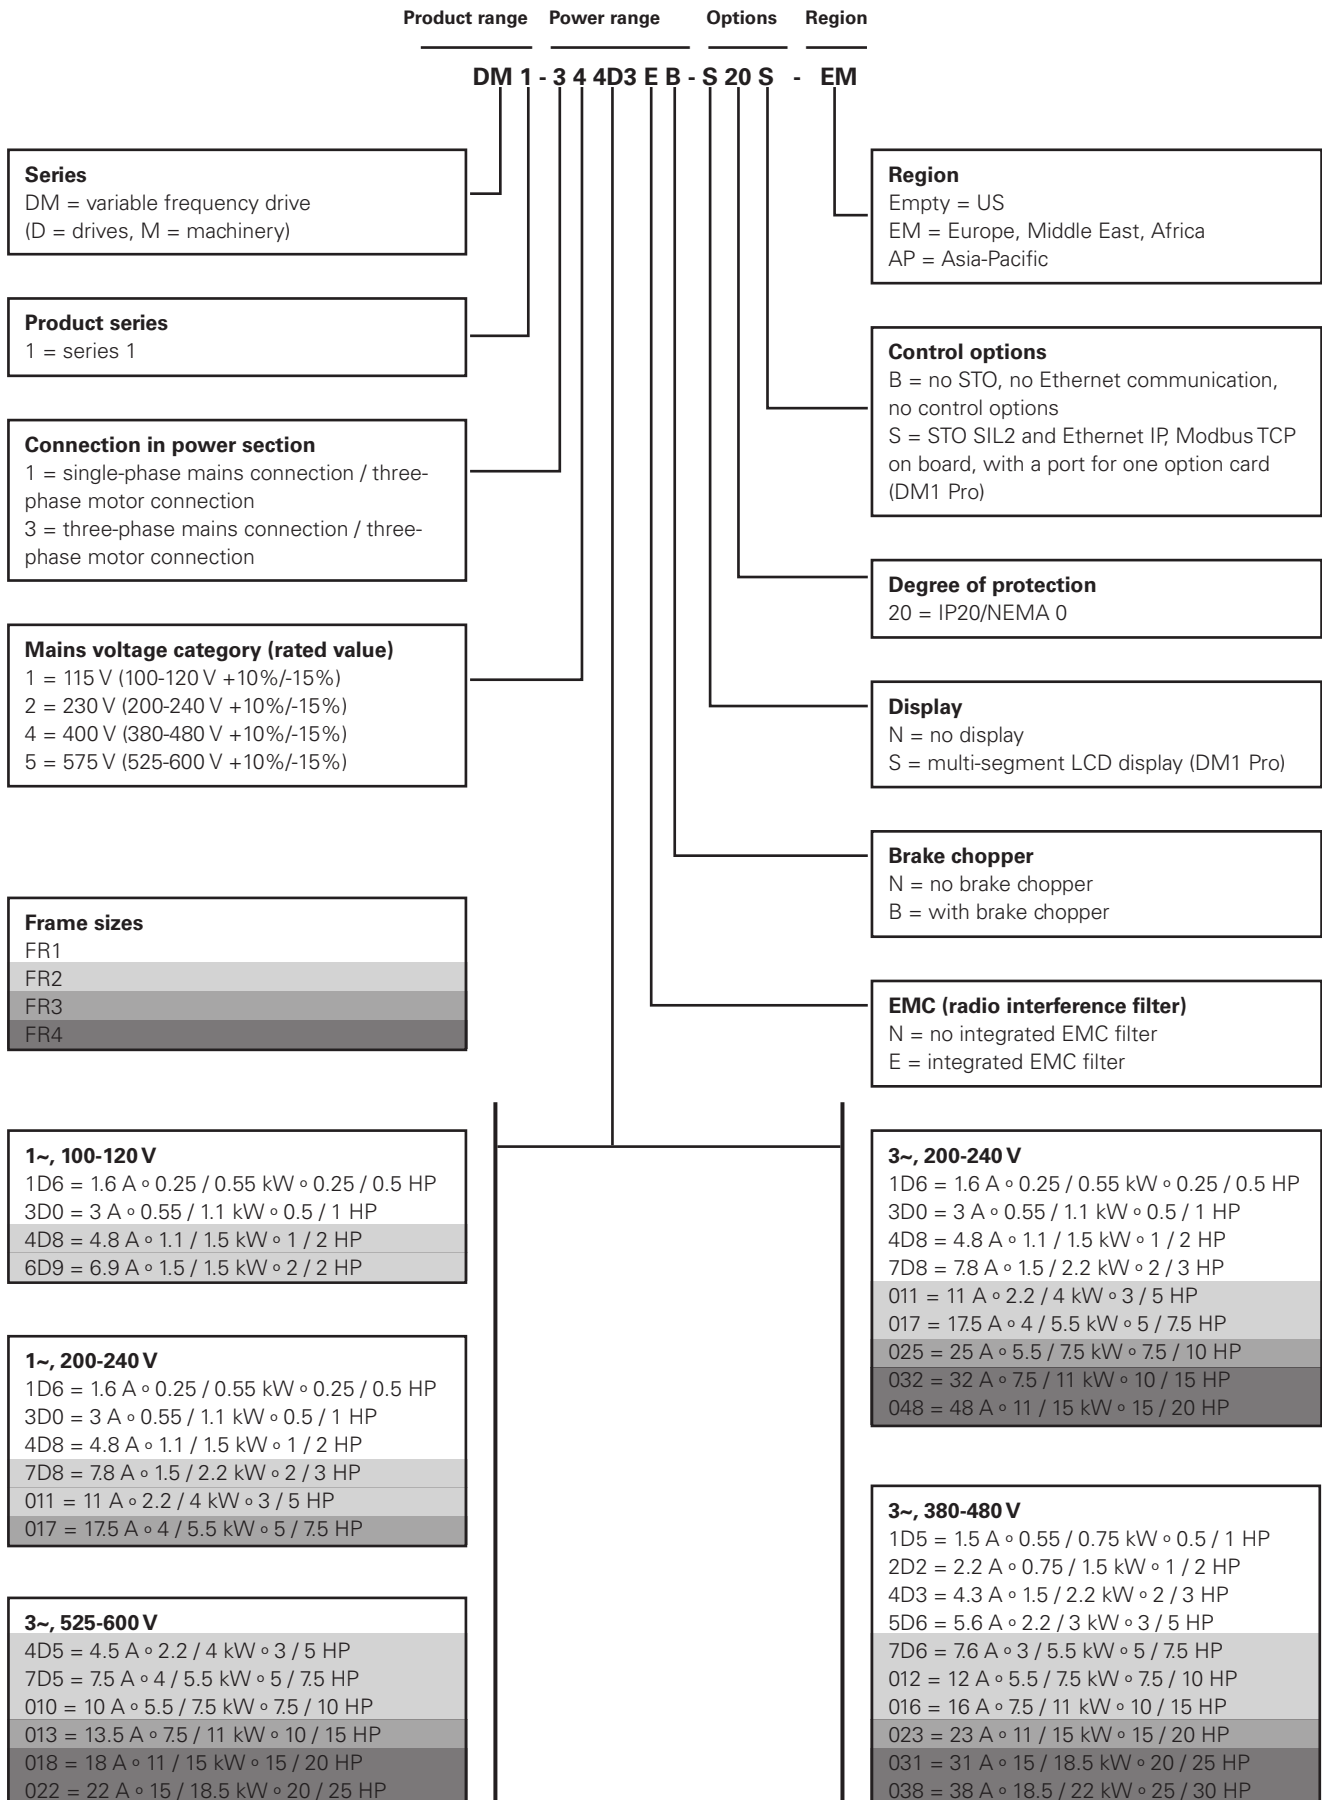 Product range Power range Options Region
DM 1 - 3 4 4D3 E B - S 20 S - EM
Series
DM = variable frequency drive
(D = drives, M = machinery)
Product series
1 = series 1
Connection in power section
1 = single-phase mains connection / three-
phase motor connection
3 = three-phase mains connection / three-
phase motor connection
Mains voltage category (rated value)
1 = 115 V (100-120 V +10%/-15%)
2 = 230 V (200-240 V +10%/-15%)
4 = 400 V (380-480 V +10%/-15%)
5 = 575 V (525-600 V +10%/-15%)
Frame sizes
FR1
FR2
FR3
FR4
1~, 100-120 V
1D6 = 1.6 A ∘ 0.25 / 0.55 kW ∘ 0.25 / 0.5 HP
3D0 = 3 A ∘ 0.55 / 1.1 kW ∘ 0.5 / 1 HP
4D8 = 4.8 A ∘ 1.1 / 1.5 kW ∘ 1 / 2 HP
6D9 = 6.9 A ∘ 1.5 / 1.5 kW ∘ 2 / 2 HP
1~, 200-240 V
1D6 = 1.6 A ∘ 0.25 / 0.55 kW ∘ 0.25 / 0.5 HP
3D0 = 3 A ∘ 0.55 / 1.1 kW ∘ 0.5 / 1 HP
4D8 = 4.8 A ∘ 1.1 / 1.5 kW ∘ 1 / 2 HP
7D8 = 7.8 A ∘ 1.5 / 2.2 kW ∘ 2 / 3 HP
011 = 11 A ∘ 2.2 / 4 kW ∘ 3 / 5 HP
017 = 17.5 A ∘ 4 / 5.5 kW ∘ 5 / 7.5 HP
3~, 525-600 V
4D5 = 4.5 A ∘ 2.2 / 4 kW ∘ 3 / 5 HP
7D5 = 7.5 A ∘ 4 / 5.5 kW ∘ 5 / 7.5 HP
010 = 10 A ∘ 5.5 / 7.5 kW ∘ 7.5 / 10 HP
013 = 13.5 A ∘ 7.5 / 11 kW ∘ 10 / 15 HP
018 = 18 A ∘ 11 / 15 kW ∘ 15 / 20 HP
022 = 22 A ∘ 15 / 18.5 kW ∘ 20 / 25 HP
Region
Empty = US
EM = Europe, Middle East, Africa
AP = Asia-Pacific
Control options
B = no STO, no Ethernet communication,
no control options
S = STO SIL2 and Ethernet IP, Modbus TCP
on board, with a port for one option card
(DM1 Pro)
Degree of protection
20 = IP20/NEMA 0
Display
N = no display
S = multi-segment LCD display (DM1 Pro)
Brake chopper
N = no brake chopper
B = with brake chopper
EMC (radio interference filter)
N = no integrated EMC filter
E = integrated EMC filter
3~, 200-240 V
1D6 = 1.6 A ∘ 0.25 / 0.55 kW ∘ 0.25 / 0.5 HP
3D0 = 3 A ∘ 0.55 / 1.1 kW ∘ 0.5 / 1 HP
4D8 = 4.8 A ∘ 1.1 / 1.5 kW ∘ 1 / 2 HP
7D8 = 7.8 A ∘ 1.5 / 2.2 kW ∘ 2 / 3 HP
011 = 11 A ∘ 2.2 / 4 kW ∘ 3 / 5 HP
017 = 17.5 A ∘ 4 / 5.5 kW ∘ 5 / 7.5 HP
025 = 25 A ∘ 5.5 / 7.5 kW ∘ 7.5 / 10 HP
032 = 32 A ∘ 7.5 / 11 kW ∘ 10 / 15 HP
048 = 48 A ∘ 11 / 15 kW ∘ 15 / 20 HP
3~, 380-480 V
1D5 = 1.5 A ∘ 0.55 / 0.75 kW ∘ 0.5 / 1 HP
2D2 = 2.2 A ∘ 0.75 / 1.5 kW ∘ 1 / 2 HP
4D3 = 4.3 A ∘ 1.5 / 2.2 kW ∘ 2 / 3 HP
5D6 = 5.6 A ∘ 2.2 / 3 kW ∘ 3 / 5 HP
7D6 = 7.6 A ∘ 3 / 5.5 kW ∘ 5 / 7.5 HP
012 = 12 A ∘ 5.5 / 7.5 kW ∘ 7.5 / 10 HP
016 = 16 A ∘ 7.5 / 11 kW ∘ 10 / 15 HP
023 = 23 A ∘ 11 / 15 kW ∘ 15 / 20 HP
031 = 31 A ∘ 15 / 18.5 kW ∘ 20 / 25 HP
038 = 38 A ∘ 18.5 / 22 kW ∘ 25 / 30 HP